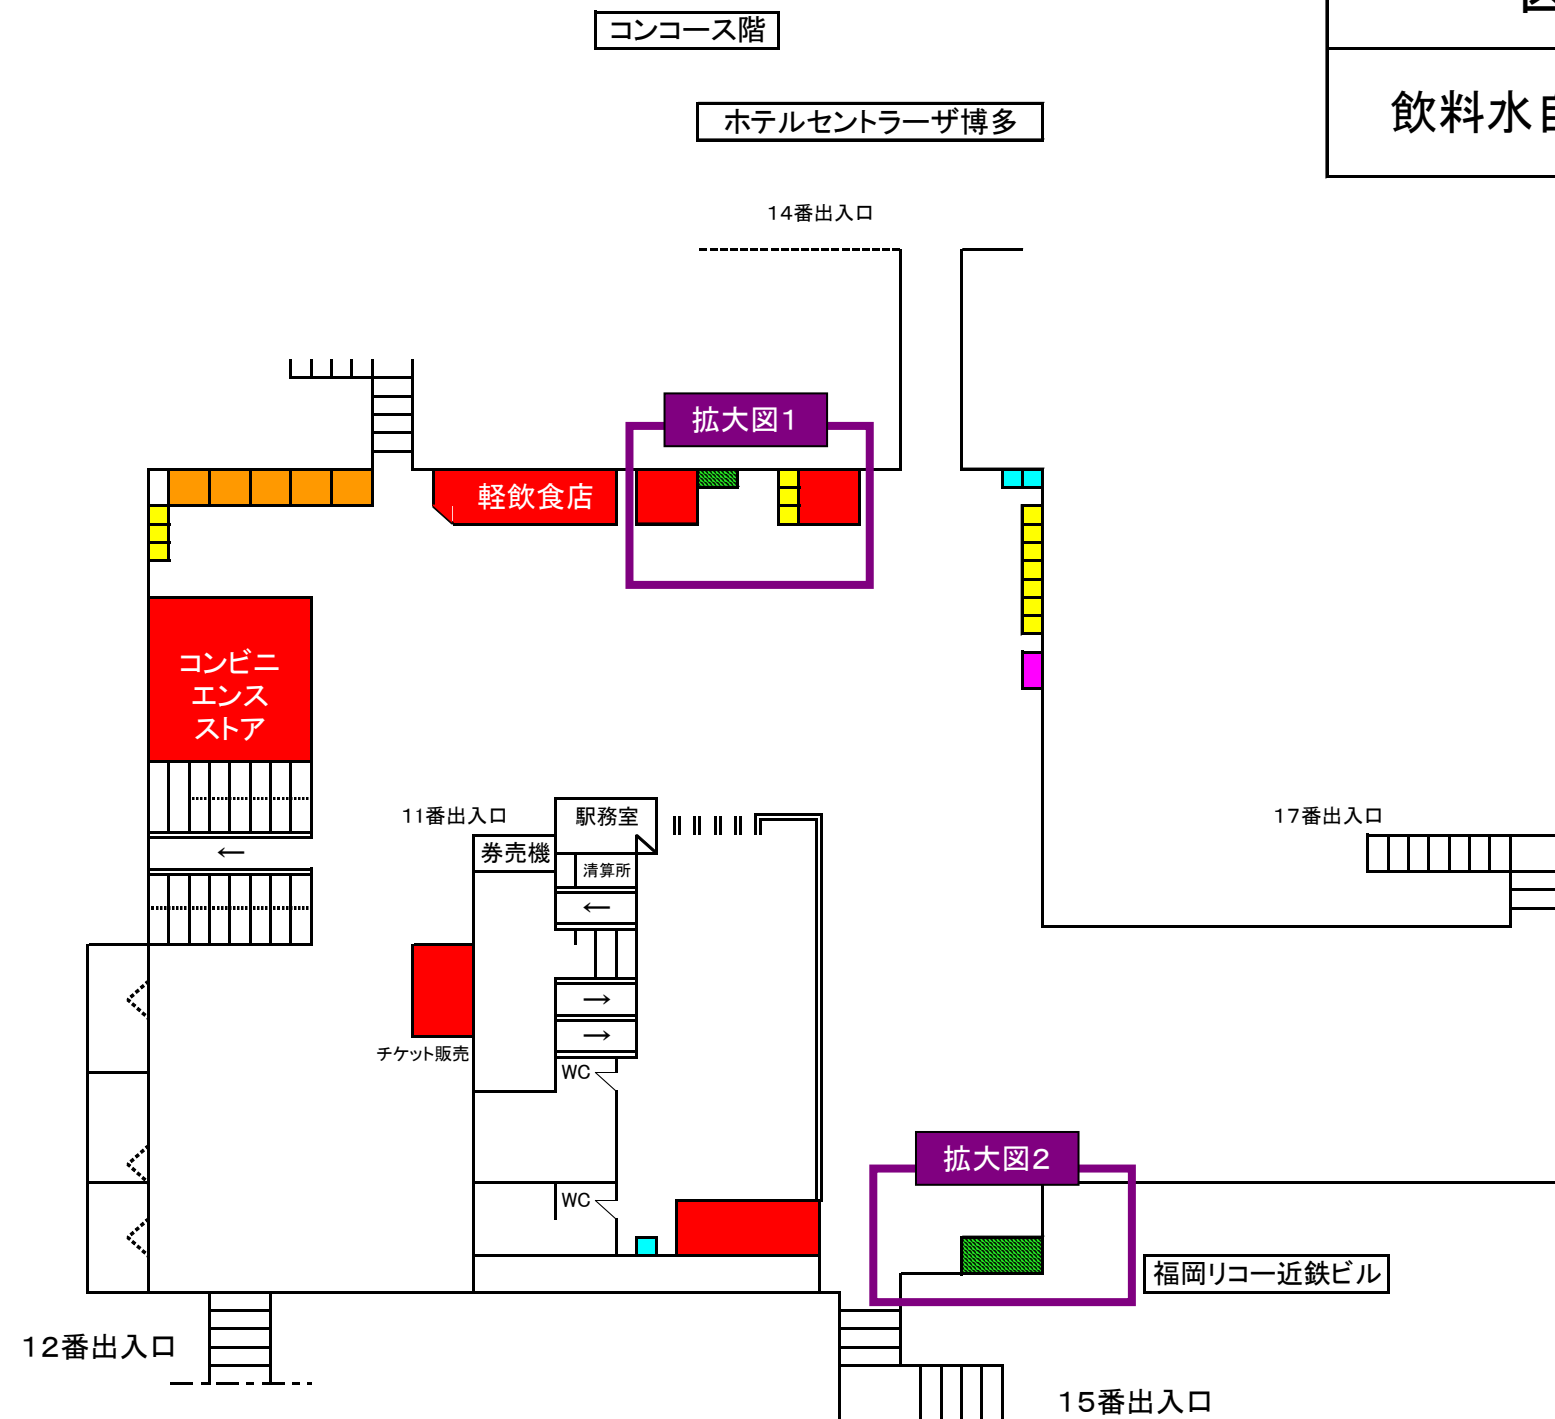 コンコース階
飲料水
ホテルセントラーザ博多
14番出入口
拡大図1
軽飲食店
コンビニ
エンス
ストア
11番出入口
駅務室
17番出入口
券売機
清算所
←
←
→
→
チケット販売
WC
拡大図2
WC
福岡リコー近鉄ビル
12番出入口
15番出入口